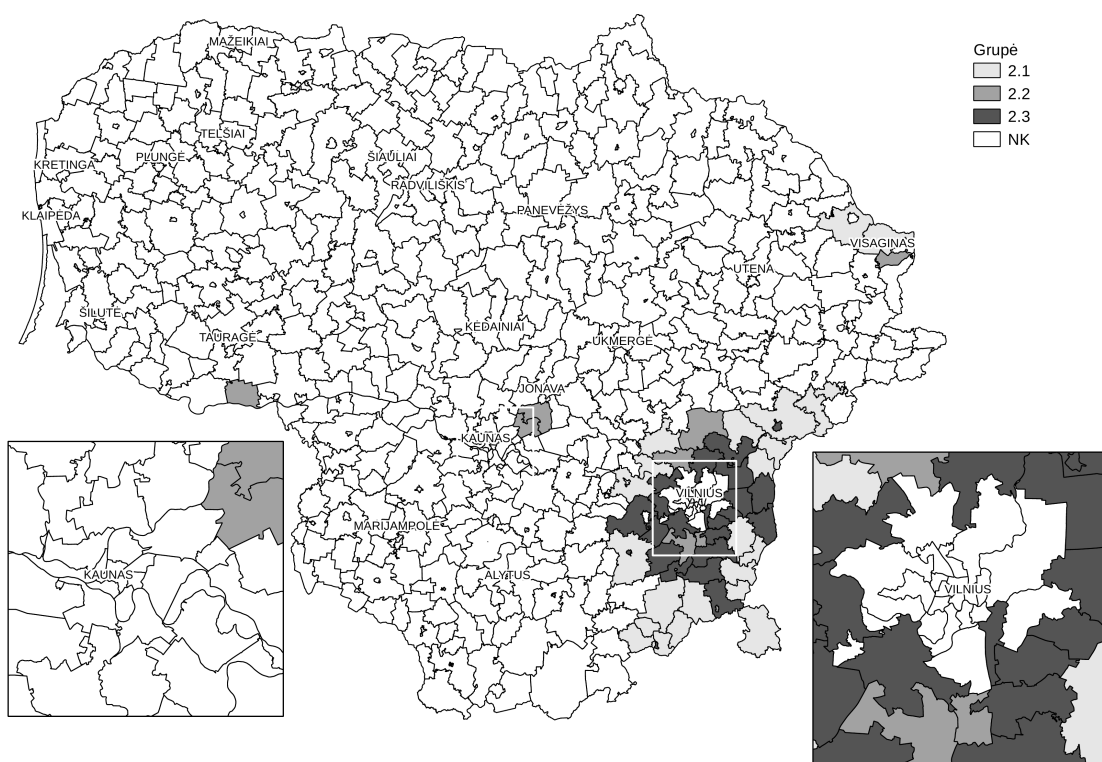 Grupė
2.1
2.2
2.3
NK
MAŽEIKIAI
TELŠIAI
PLUNGĖ
KRETINGA
ŠIAULIAI
RADVILIŠKIS
KLAIPĖDA
PANEVĖŽYS
VISAGINAS
UTENA
ŠILUTĖ
TAURAGĖ
KĖDAINIAI
UKMERGĖ
JONAVA
KAUNAS
VILNIUS
MARIJAMPOLĖ
ALYTUS
KAUNAS
VILNIUS